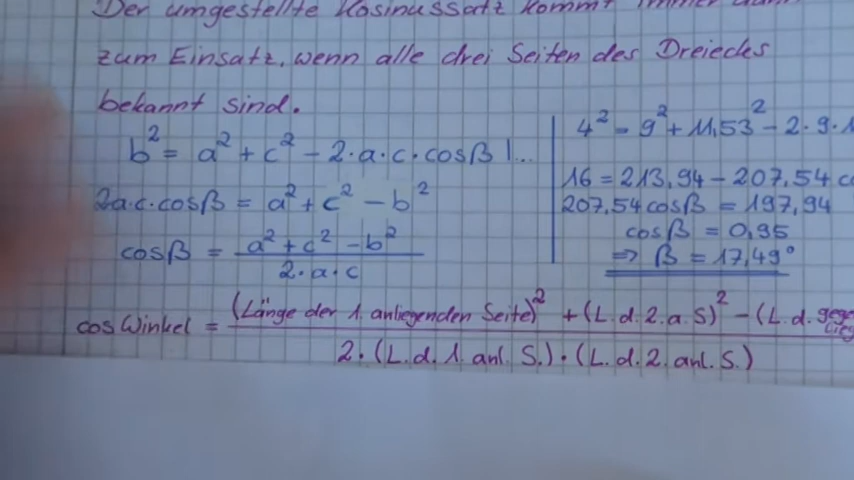 Der umgestellte Kosinussatz kommt immer dann
zum Einsatz, wenn alle drei Seiten des Dreiecks
bekannt sind.
b² = a² + c² - 2·a·c·cosβ |...
2a·c·cosβ = a² + c² - b²
cosβ = (a² + c² - b²) / (2·a·c)
4² = 9² + 11,53² - 2·9·
16 = 213,94 - 207,54
207,54 cosβ = 197,94
cosβ = 0,95
⇒ β = 17,49°
cos Winkel = (Länge der 1. anliegenden Seite)² + (L.d.2.a.S)² - (L.d.
2·(L.d.1.anl.S.)·(L.d.2.anl.S.)